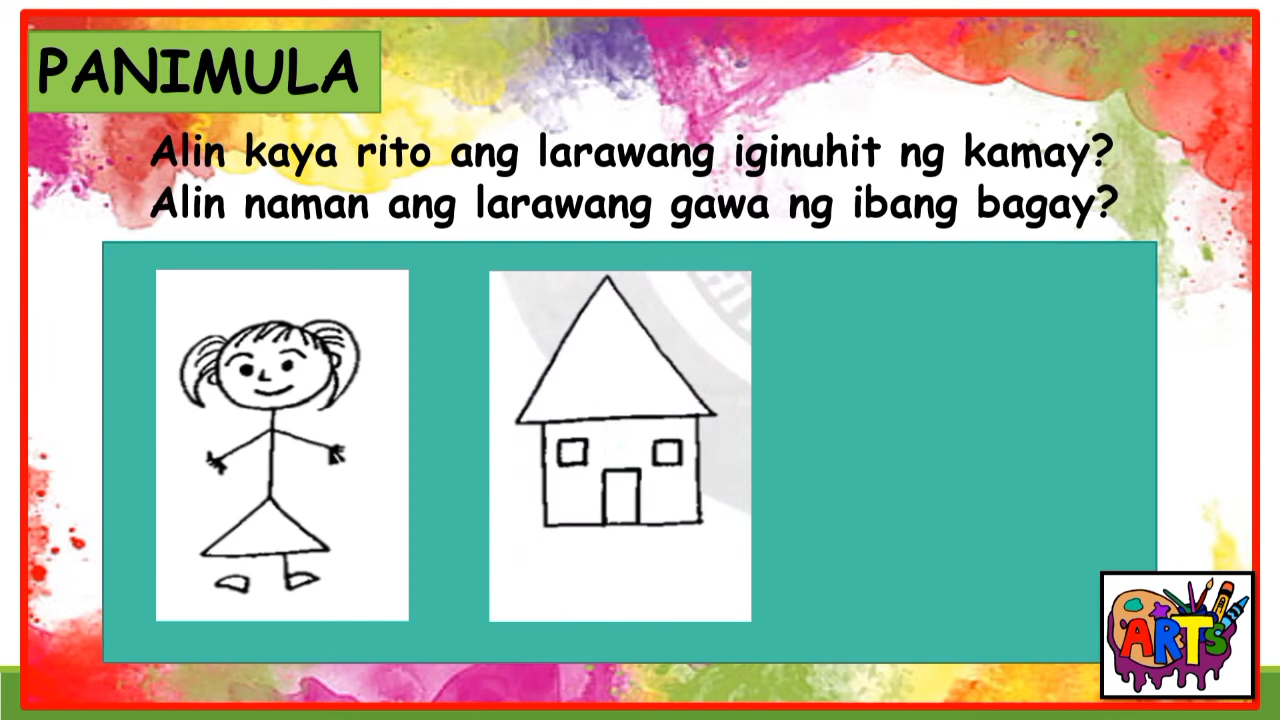 PANIMULA
Alin kaya rito ang larawang iginuhit ng kamay?
Alin naman ang larawang gawa ng ibang bagay?
ARTS